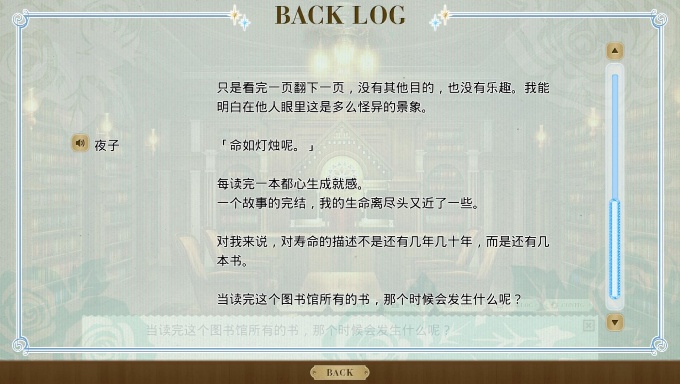 BACK LOG
只是看完一页翻下一页，没有其他目的，也没有乐趣。我能
明白在他人眼里这是多么怪异的景象。
夜子
「命如灯烛呢。」
每读完一本都心生成就感。
一个故事的完结，我的生命离尽头又近了一些。
对我来说，对寿命的描述不是还有几年几十年，而是还有几
本书。
当读完这个图书馆所有的书，那个时候会发生什么呢？
当读完这个图书馆所有的书，那个时候会发生什么呢？
BACK